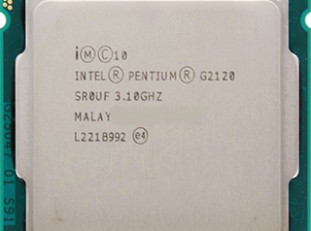 i Ⓜ Ⓒ 10
INTEL® PENTIUM® G2120
SR0UF 3.10GHZ
MALAY
L221B992 e4